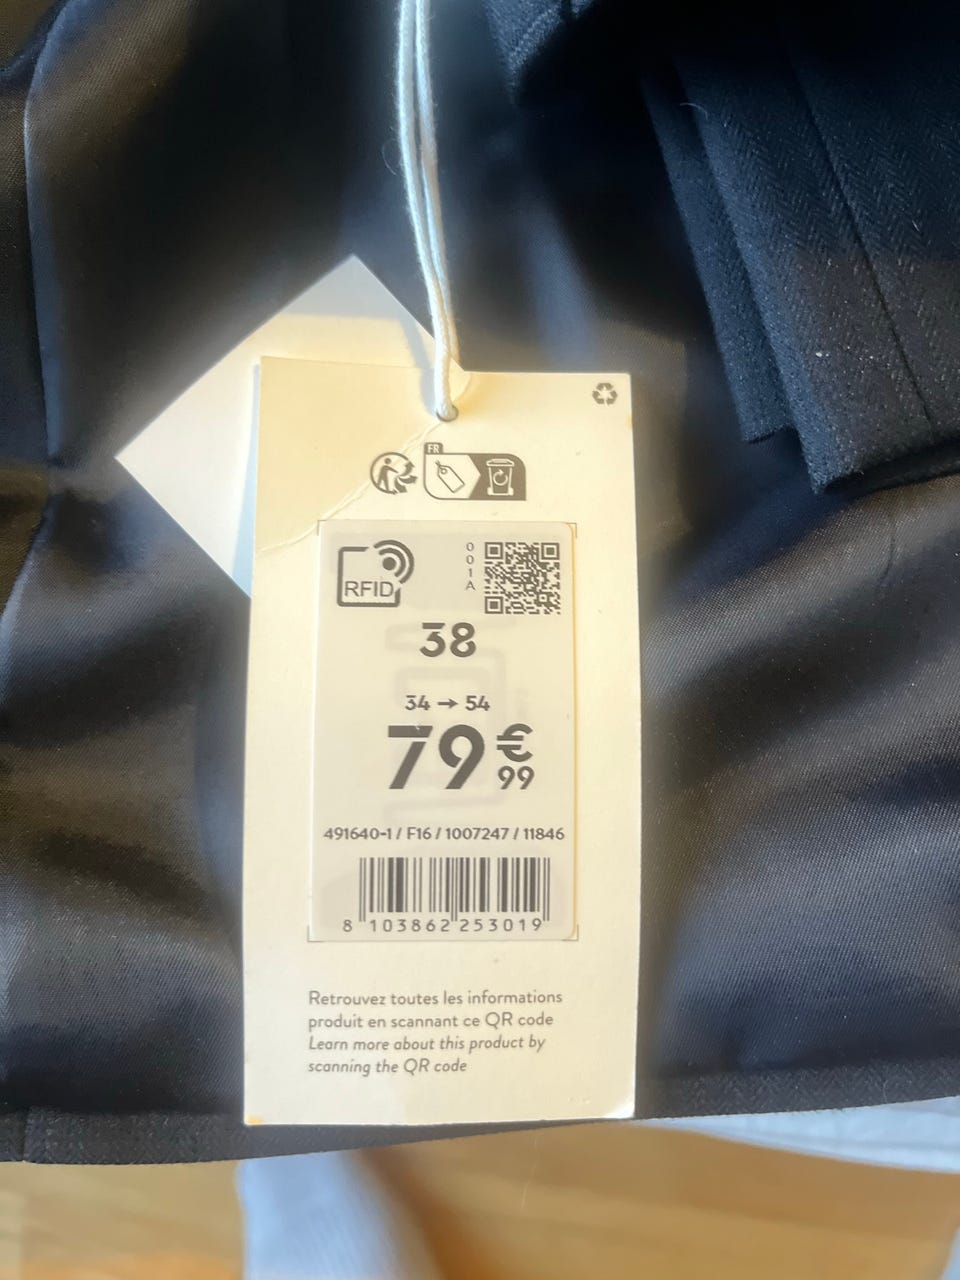 FR
RFID
001A
38
34 → 54
79€99
491640-1 / F16 / 1007247 / 11846
8 103862 253019
Retrouvez toutes les informations
produit en scannant ce QR code
Learn more about this product by
scanning the QR code